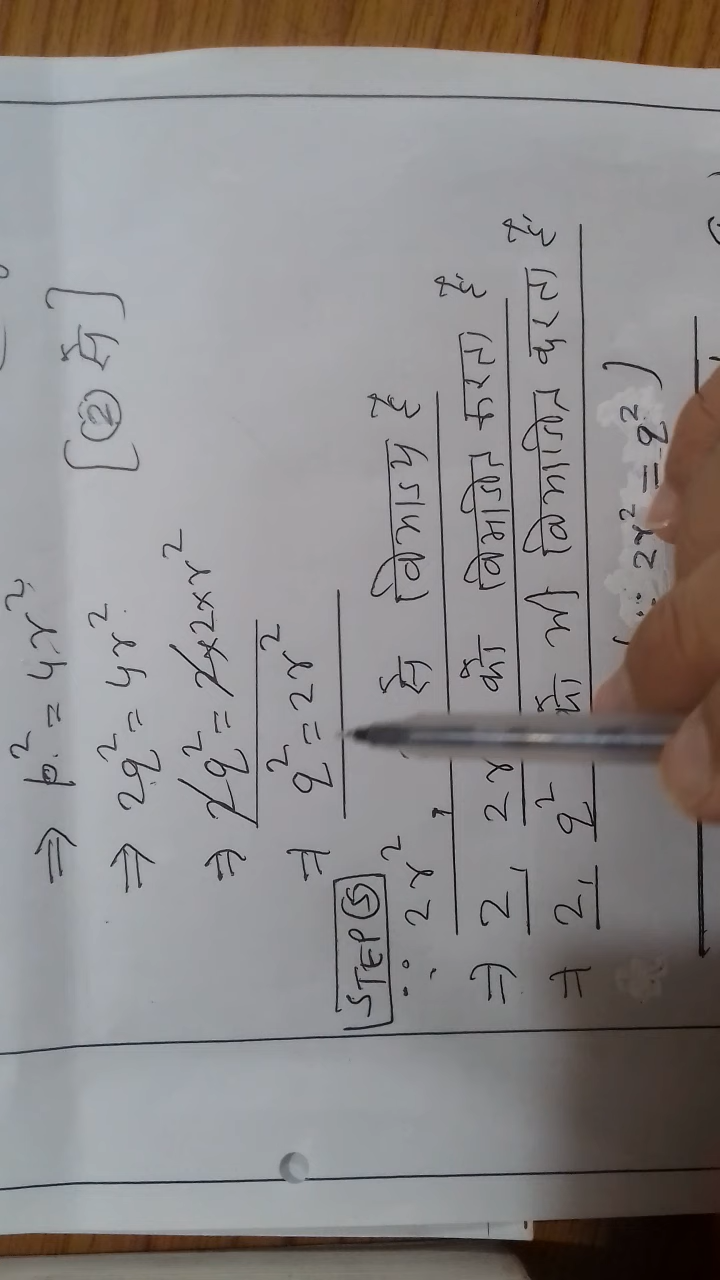 ⇒ p² = 4r²
⇒ 2q² = 4r² [② से]
⇒ 2q² = 2×2×r²
⇒ q² = 2r²
STEP ⑤
∵ 2r², से विभाज्य है
⇒ 2, 2r को विभाजित करता है
⇒ 2, q² को भी विभाजित करता है
(∵ 2r² = q²)